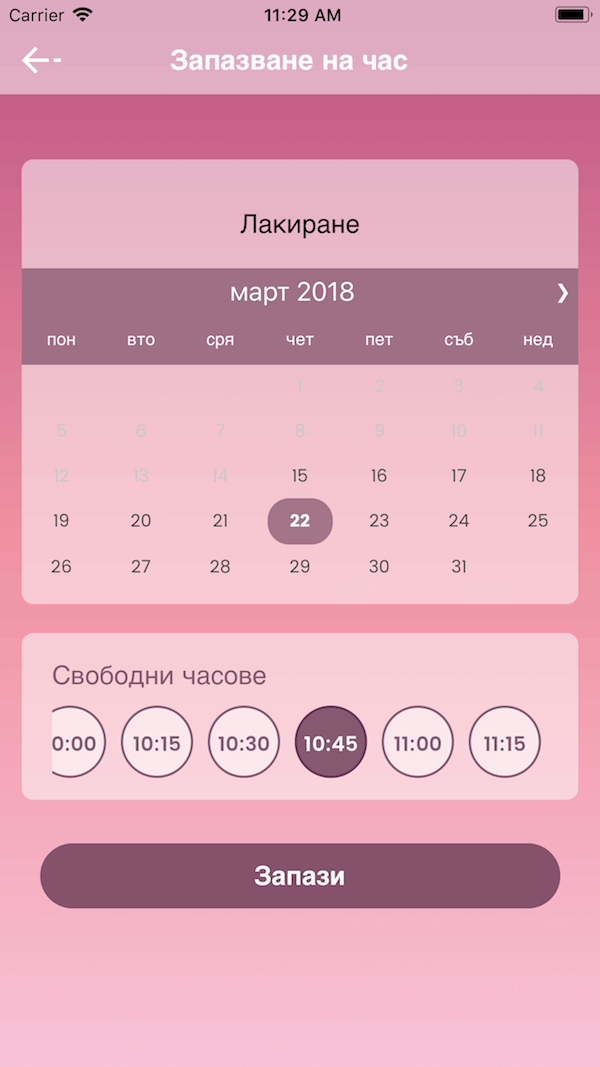 Carrier 11:29 AM
Запазване на час
Лакиране
март 2018 ❯
пон вто сря чет пет съб нед
1 2 3 4
5 6 7 8 9 10 11
12 13 14 15 16 17 18
19 20 21 22 23 24 25
26 27 28 29 30 31
Свободни часове
0:00 10:15 10:30 10:45 11:00 11:15
Запази